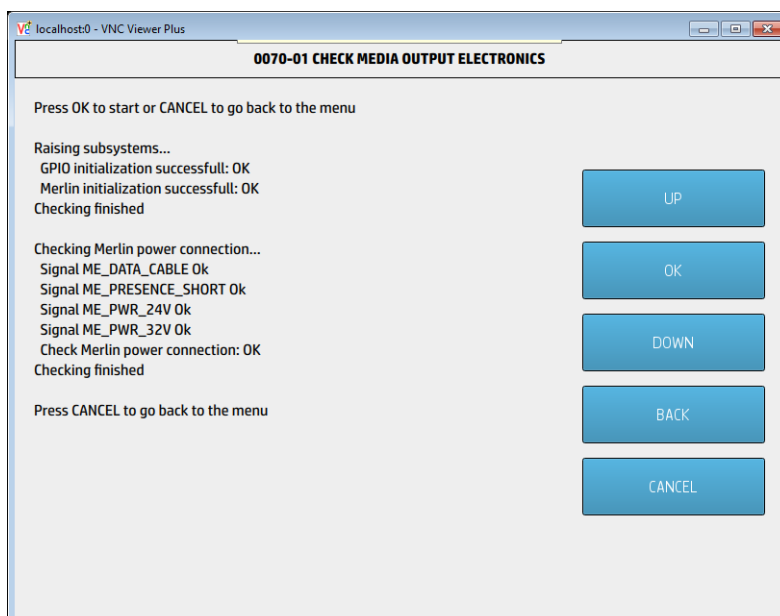 localhost:0 - VNC Viewer Plus
0070-01 CHECK MEDIA OUTPUT ELECTRONICS
Press OK to start or CANCEL to go back to the menu
Raising subsystems...
GPIO initialization successfull: OK
Merlin initialization successfull: OK
Checking finished
Checking Merlin power connection...
Signal ME_DATA_CABLE Ok
Signal ME_PRESENCE_SHORT Ok
Signal ME_PWR_24V Ok
Signal ME_PWR_32V Ok
Check Merlin power connection: OK
Checking finished
Press CANCEL to go back to the menu
UP
OK
DOWN
BACK
CANCEL